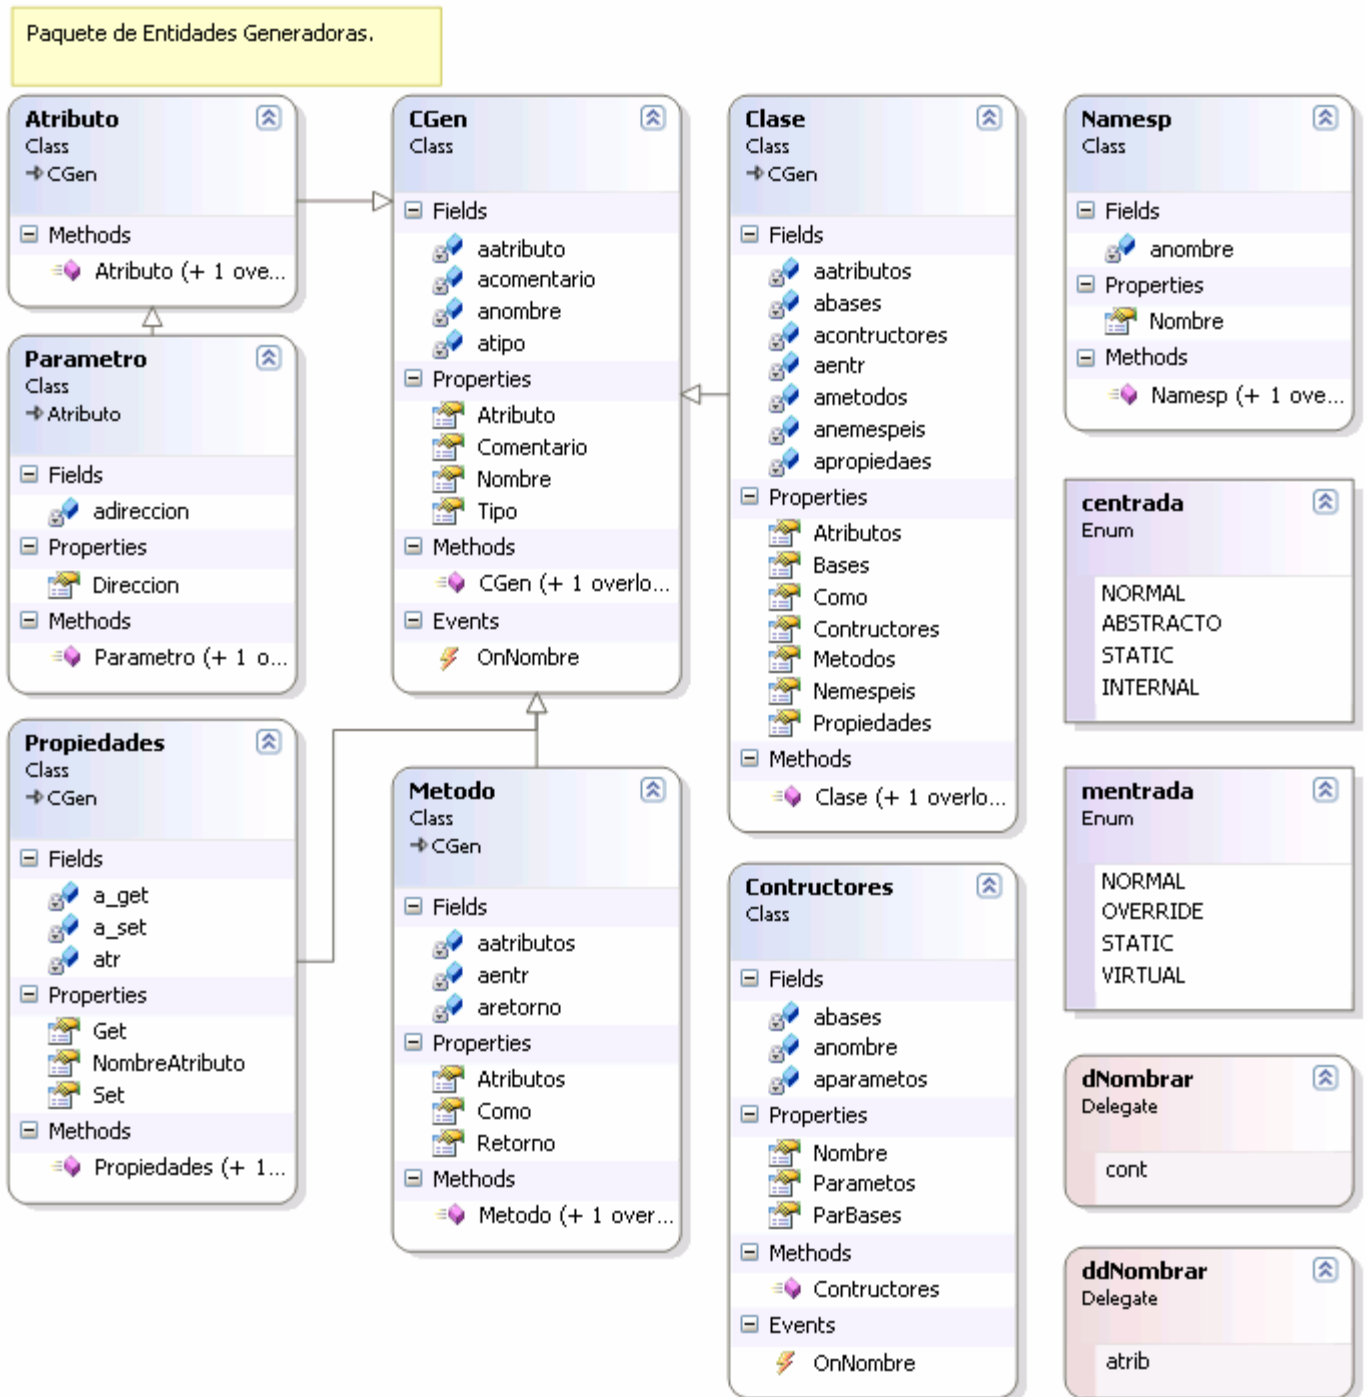 Paquete de Entidades Generadoras.
Atributo
Class
CGen
Methods
Atributo (+ 1 ove...
Parametro
Class
Atributo
Fields
adireccion
Properties
Direccion
Methods
Parametro (+ 1 o...
Propiedades
Class
CGen
Fields
a_get
a_set
atr
Properties
Get
NombreAtributo
Set
Methods
Propiedades (+ 1...
CGen
Class
Fields
aatributo
acomentario
anombre
atipo
Properties
Atributo
Comentario
Nombre
Tipo
Methods
CGen (+ 1 overlo...
Events
OnNombre
Metodo
Class
CGen
Fields
aatributos
aentr
aretorno
Properties
Atributos
Como
Retorno
Methods
Metodo (+ 1 over...
Clase
Class
CGen
Fields
aatributos
abases
acontructores
aentr
ametodos
anemespeis
apropiedaes
Properties
Atributos
Bases
Como
Contructores
Metodos
Nemespeis
Propiedades
Methods
Clase (+ 1 overlo...
Contructores
Class
Fields
abases
anombre
aparametos
Properties
Nombre
Parametos
ParBases
Methods
Contructores
Events
OnNombre
Namesp
Class
Fields
anombre
Properties
Nombre
Methods
Namesp (+ 1 ove...
centrada
Enum
NORMAL
ABSTRACTO
STATIC
INTERNAL
mentrada
Enum
NORMAL
OVERRIDE
STATIC
VIRTUAL
dNombrar
Delegate
cont
ddNombrar
Delegate
atrib